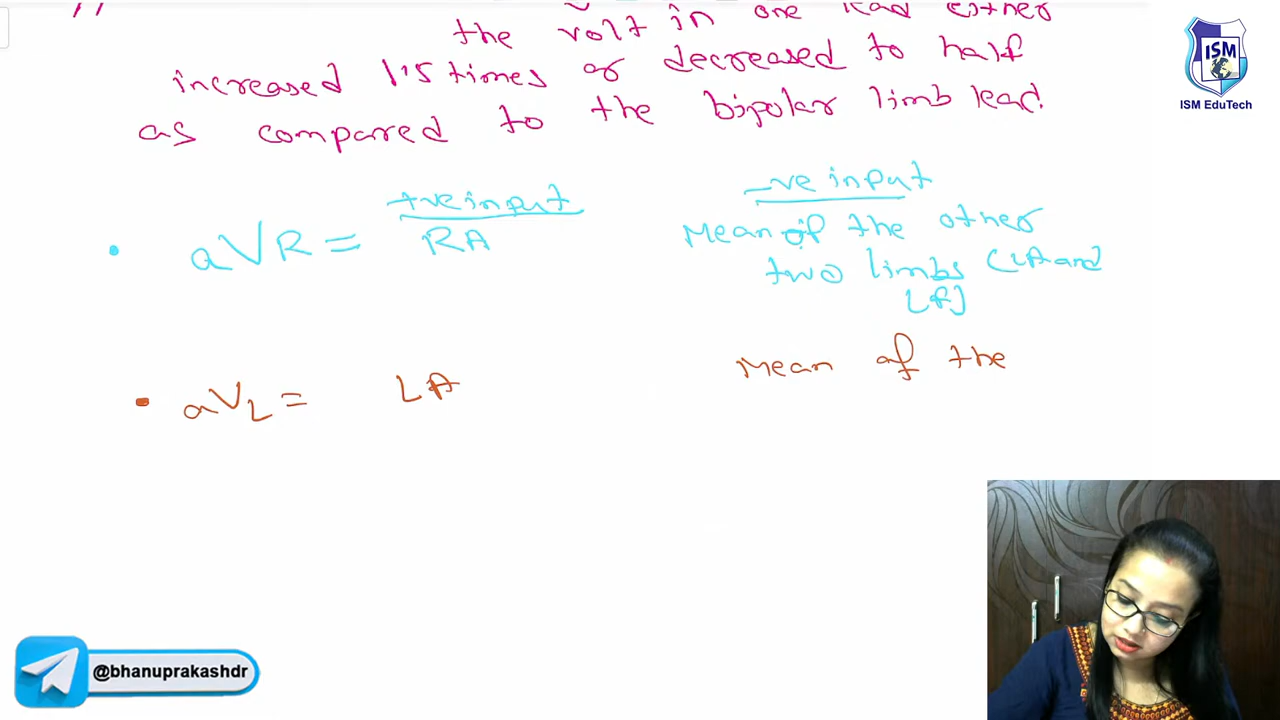 the volt in one lead either
increased 1.5 times or decreased to half
as compared to the bipolar limb lead.
+ve input
-ve input
• aVR = RA
Mean of the other
two limbs (LA and
LR)
• aVL = LA
Mean of the
ISM
ISM EduTech
@bhanuprakashdr